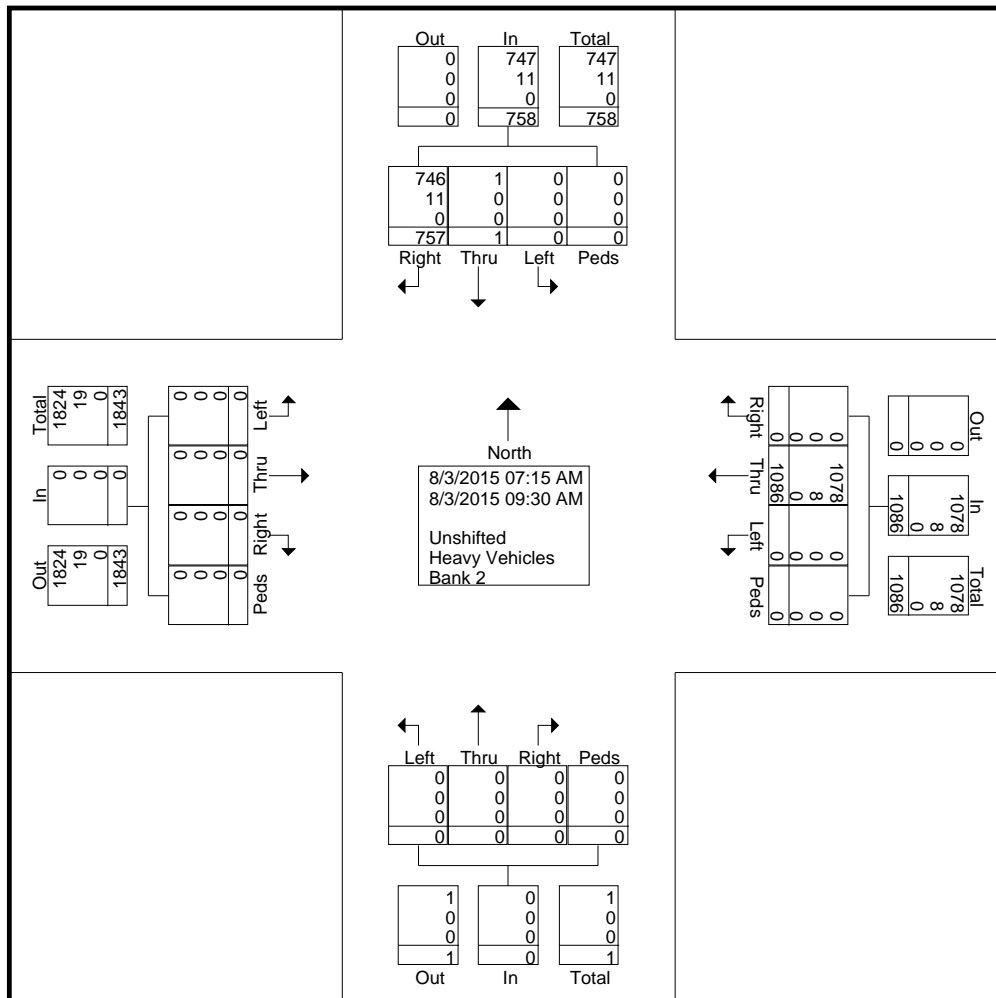 Out In Total
0 747 747
0 11 11
0 0 0
0 758 758
746 1 0 0
11 0 0 0
0 0 0 0
757 1 0 0
Right Thru Left Peds
Out In Total
1824 0 1824
19 0 19
0 0 0
1843 0 1843
0 0 0 0
0 0 0 0
0 0 0 0
0 0 0 0
Peds Right Thru Left
North
8/3/2015 07:15 AM
8/3/2015 09:30 AM
Unshifted
Heavy Vehicles
Bank 2
Out In Total
0 1078 1078
0 8 8
0 0 0
0 1086 1086
0 1078 0 0
0 8 0 0
0 0 0 0
0 1086 0 0
Right Thru Left Peds
Left Thru Right Peds
0 0 0 0
0 0 0 0
0 0 0 0
0 0 0 0
1 0 1
0 0 0
0 0 0
1 0 1
Out In Total